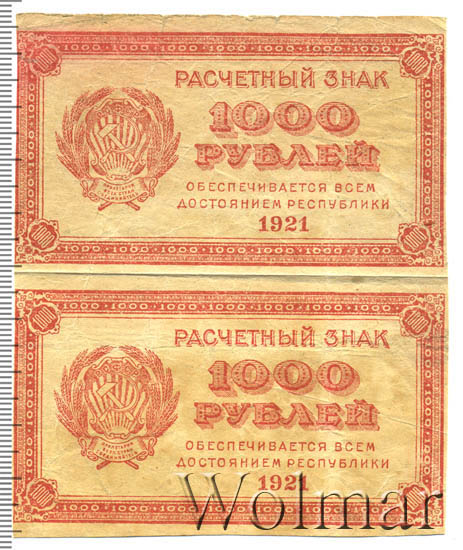 РАСЧЕТНЫЙ ЗНАК
1000
РУБЛЕЙ
ОБЕСПЕЧИВАЕТСЯ ВСЕМ
ДОСТОЯНИЕМ РЕСПУБЛИКИ
1921
РАСЧЕТНЫЙ ЗНАК
1000
РУБЛЕЙ
ОБЕСПЕЧИВАЕТСЯ ВСЕМ
ДОСТОЯНИЕМ РЕСПУБЛИКИ
1921
Wolmar